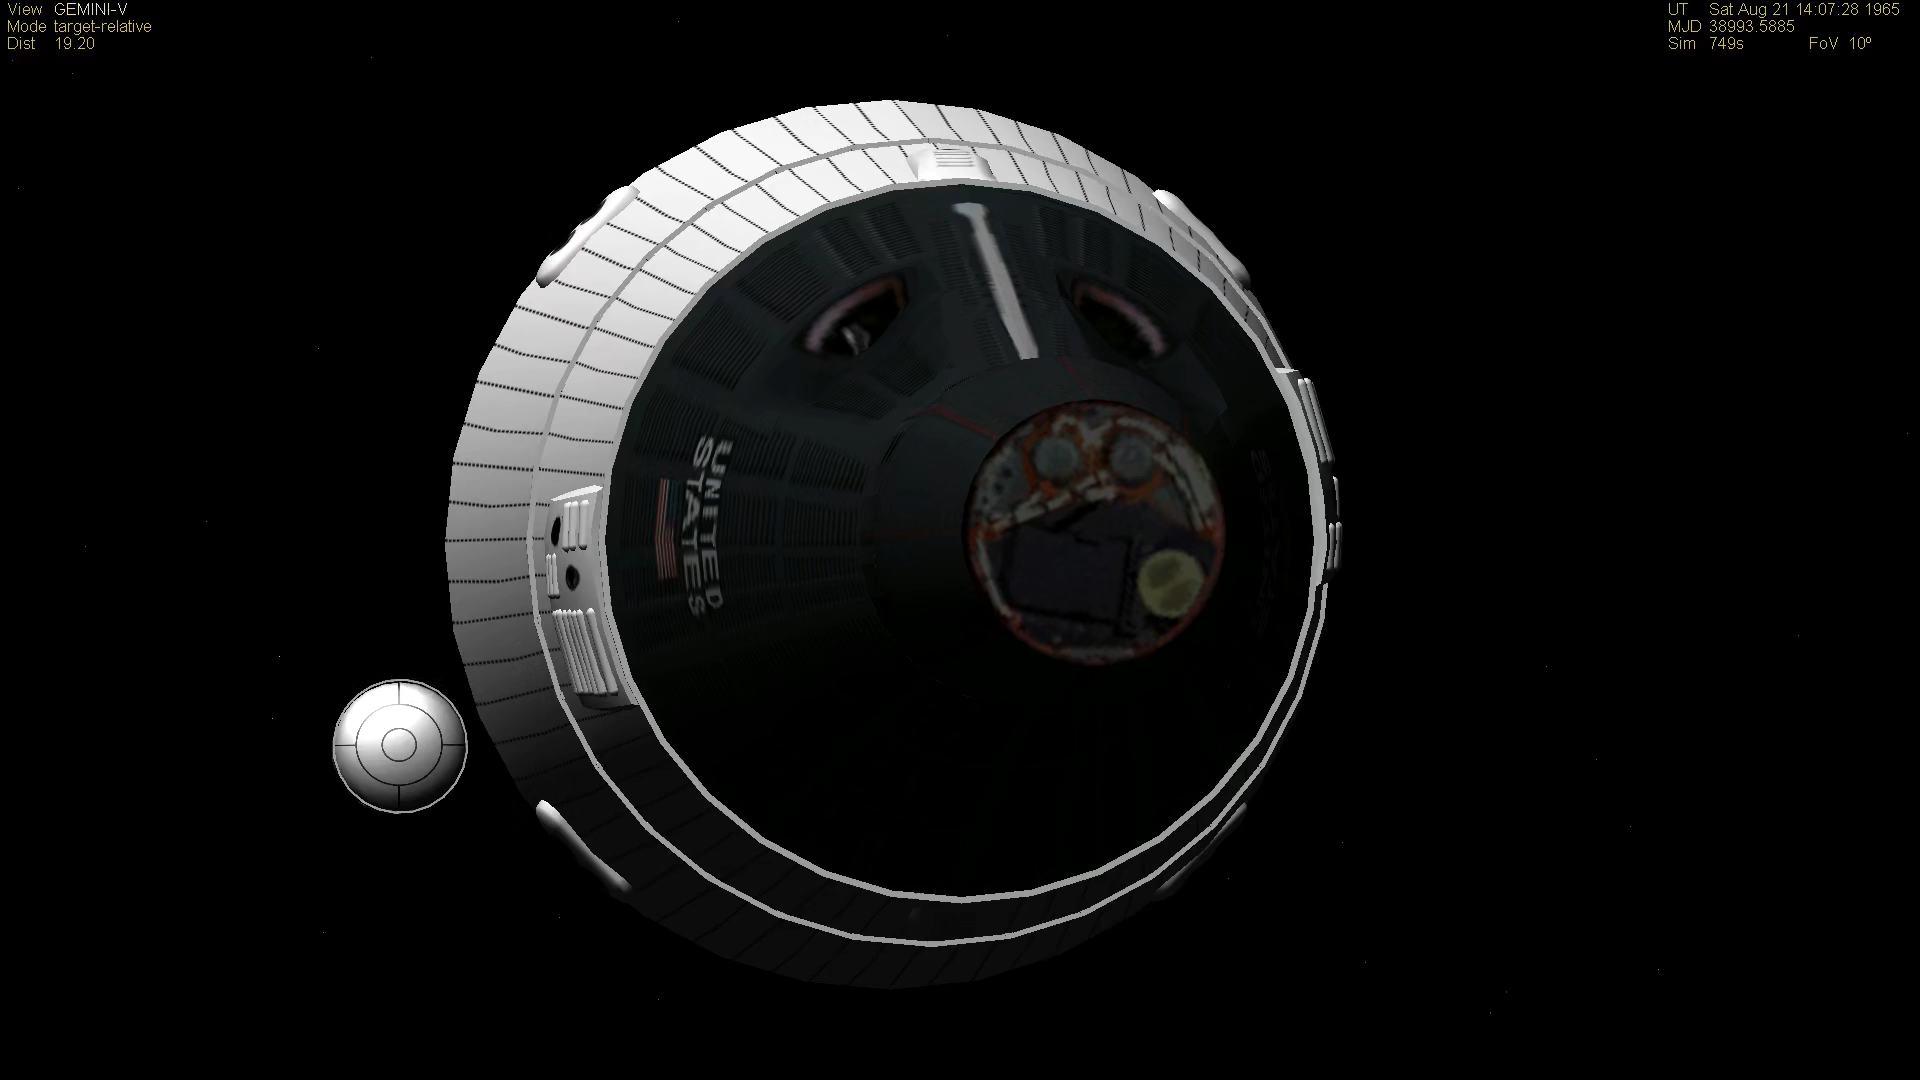 View GEMINI-V
Mode target-relative
Dist 19.20
UT Sat Aug 21 14:07:28 1965
MJD 38993.5885
Sim 749s FoV 10º
UNITED
STATES